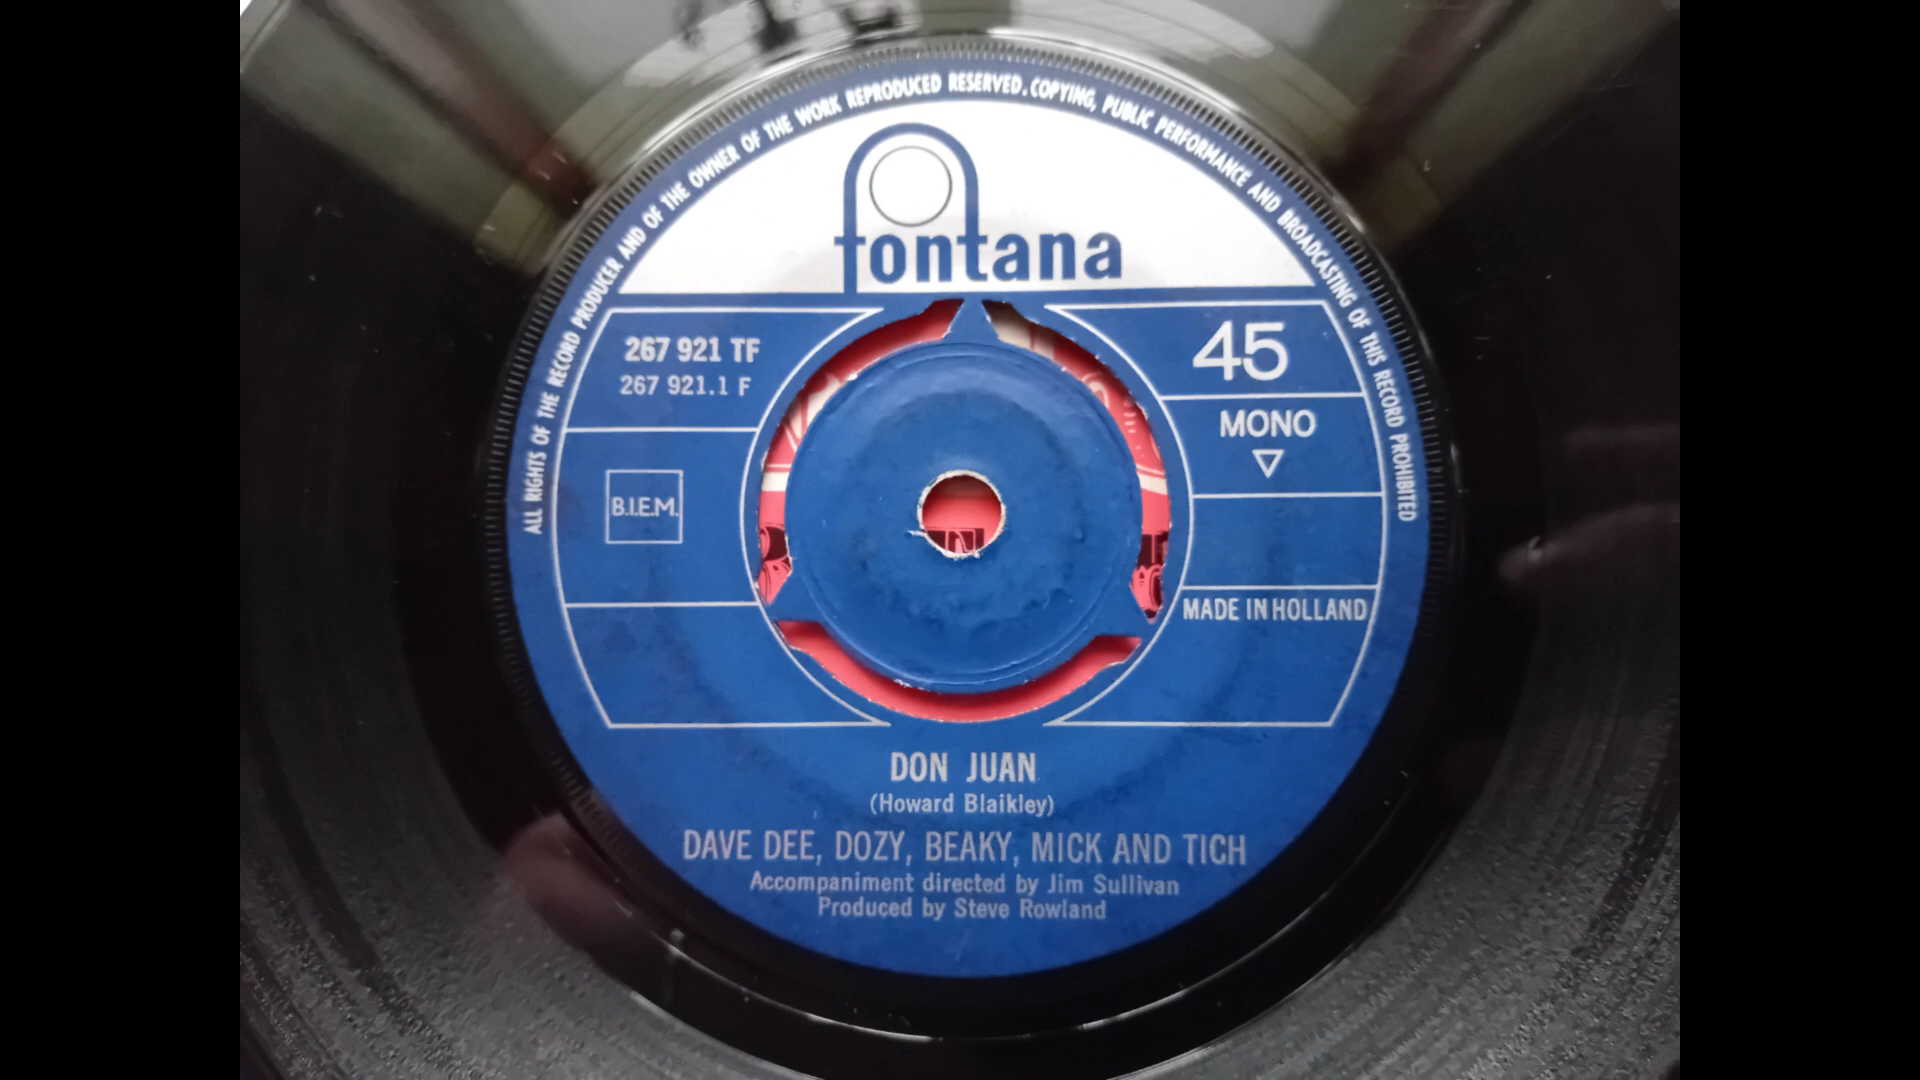 ALL RIGHTS OF THE RECORD PRODUCER AND OF THE OWNER OF THE WORK REPRODUCED RESERVED. COPYING, PUBLIC PERFORMANCE AND BROADCASTING OF THIS RECORD PROHIBITED
fontana
267 921 TF
267 921.1 F
45
MONO
B.I.E.M.
MADE IN HOLLAND
DON JUAN
(Howard Blaikley)
DAVE DEE, DOZY, BEAKY, MICK AND TICH
Accompaniment directed by Jim Sullivan
Produced by Steve Rowland